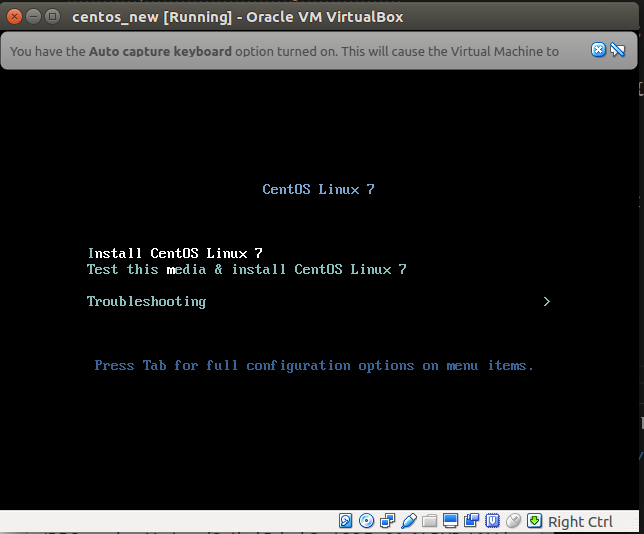 centos_new [Running] - Oracle VM VirtualBox
You have the Auto capture keyboard option turned on. This will cause the Virtual Machine to
CentOS Linux 7
Install CentOS Linux 7
Test this media & install CentOS Linux 7
Troubleshooting >
Press Tab for full configuration options on menu items.
Right Ctrl